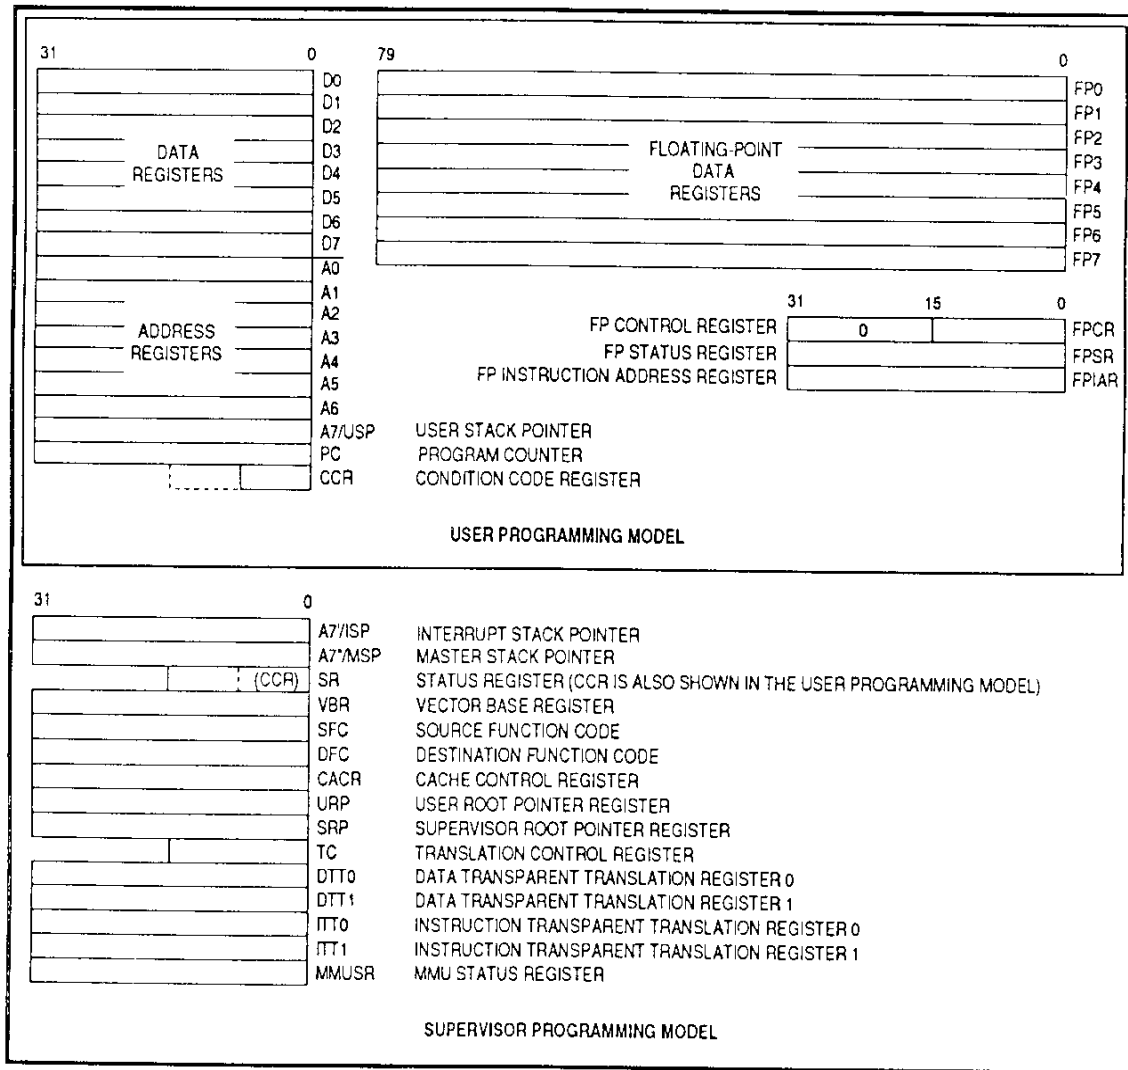 31 0 79 0
D0
D1
D2
D3
D4
D5
D6
D7
DATA
REGISTERS
A0
A1
A2
A3
A4
A5
A6
ADDRESS
REGISTERS
A7/USP USER STACK POINTER
PC PROGRAM COUNTER
CCR CONDITION CODE REGISTER
FP0
FP1
FP2
FP3
FP4
FP5
FP6
FP7
FLOATING-POINT
DATA
REGISTERS
31 15 0
FP CONTROL REGISTER 0 FPCR
FP STATUS REGISTER FPSR
FP INSTRUCTION ADDRESS REGISTER FPIAR
USER PROGRAMMING MODEL
31 0
A7'/ISP INTERRUPT STACK POINTER
A7"/MSP MASTER STACK POINTER
(CCR) SR STATUS REGISTER (CCR IS ALSO SHOWN IN THE USER PROGRAMMING MODEL)
VBR VECTOR BASE REGISTER
SFC SOURCE FUNCTION CODE
DFC DESTINATION FUNCTION CODE
CACR CACHE CONTROL REGISTER
URP USER ROOT POINTER REGISTER
SRP SUPERVISOR ROOT POINTER REGISTER
TC TRANSLATION CONTROL REGISTER
DTT0 DATA TRANSPARENT TRANSLATION REGISTER 0
DTT1 DATA TRANSPARENT TRANSLATION REGISTER 1
ITT0 INSTRUCTION TRANSPARENT TRANSLATION REGISTER 0
ITT1 INSTRUCTION TRANSPARENT TRANSLATION REGISTER 1
MMUSR MMU STATUS REGISTER
SUPERVISOR PROGRAMMING MODEL